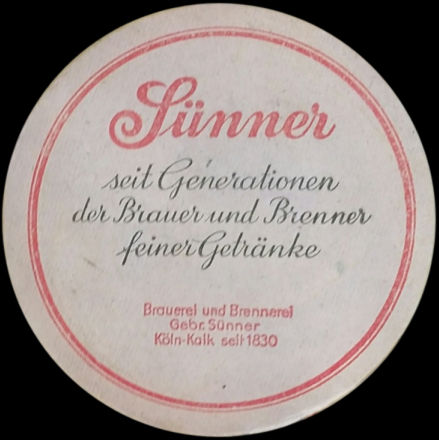 Sünner
seit Generationen
der Brauer und Brenner
feiner Getränke
Brauerei und Brennerei
Gebr. Sünner
Köln-Kalk seit 1830